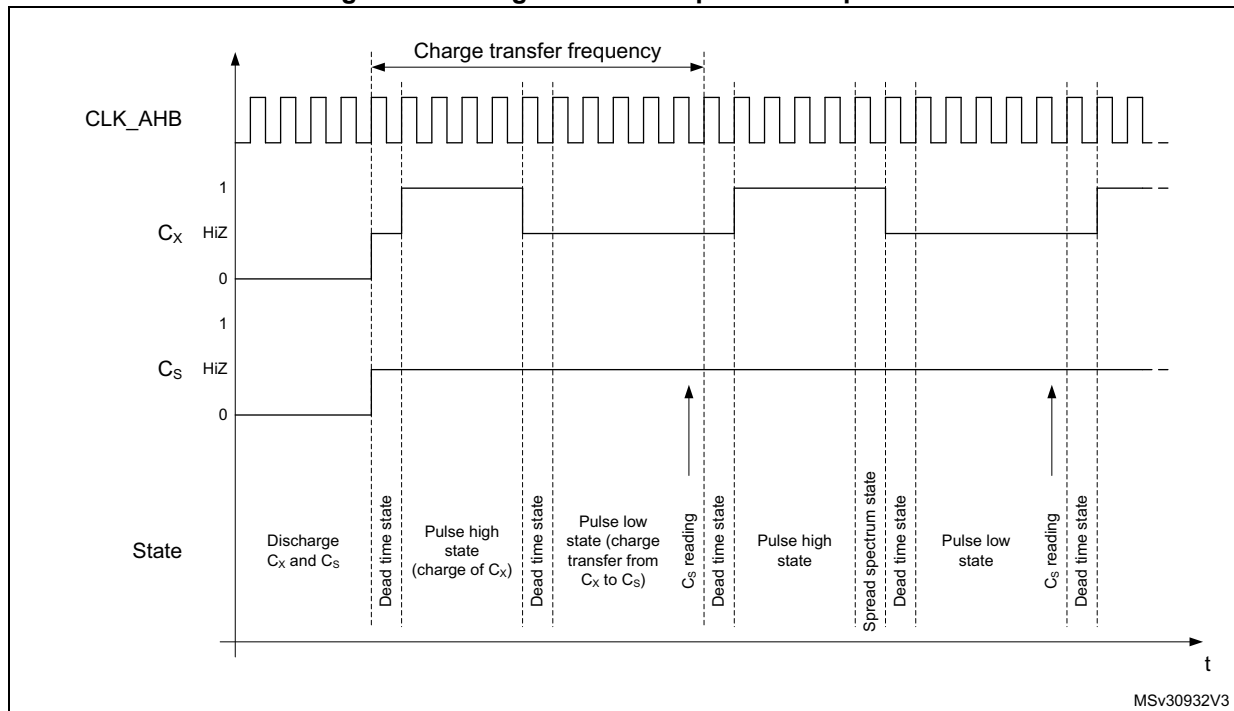 Charge transfer frequency
CLK_AHB
1
C_X HiZ
0
1
C_S HiZ
0
State
Discharge
C_X and C_S
Dead time state
Pulse high
state
(charge of C_X)
Dead time state
Pulse low
state (charge
transfer from
C_X to C_S)
C_S reading
Dead time state
Pulse high
state
Spread spectrum state
Dead time state
Pulse low
state
C_S reading
Dead time state
t
MSv30932V3